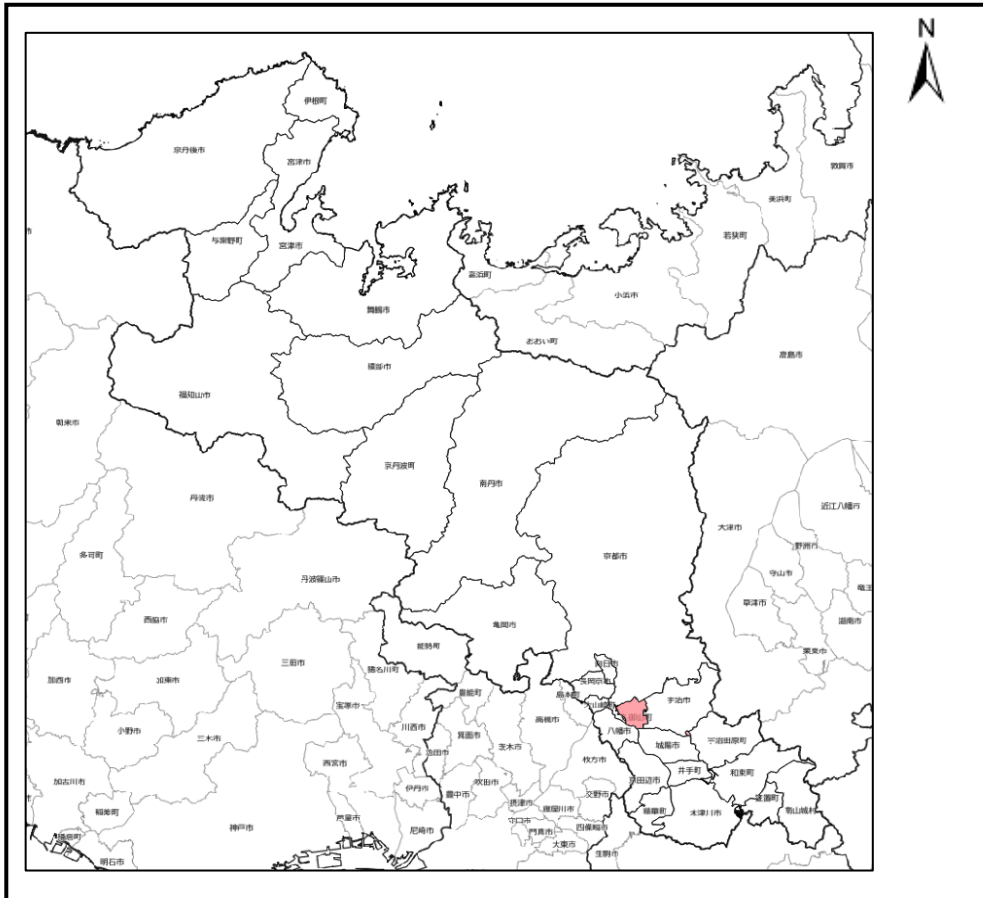 N
伊根町
京丹後市
宮津市
敦賀市
美浜町
若狭町
与謝野町
宮津市
高浜町
小浜市
舞鶴市
おおい町
高島市
綾部市
福知山市
朝来市
京丹波町
南丹市
丹波市
近江八幡市
大津市
野洲市
多可町
京都市
守山市
丹波篠山市
草津市
竜王
西脇市
湖南市
亀岡市
能勢町
栗東市
三田市
向日市
猪名川町
加西市
加東市
長岡京市
豊能町
島本町
宇治市
宝塚市
大山崎町
高槻市
川西市
小野市
八幡市
箕面市
三木市
城陽市
宇治田原町
茨木市
池田市
枚方市
西宮市
井手町
和束町
京田辺市
加古川市
吹田市
伊丹市
豊中市
交野市
笠置町
摂津市
寝屋川市
精華町
木津川市
南山城村
稲美町
芦屋市
守口市
神戸市
尼崎市
門真市
四條畷市
播磨町
大東市
明石市
生駒市